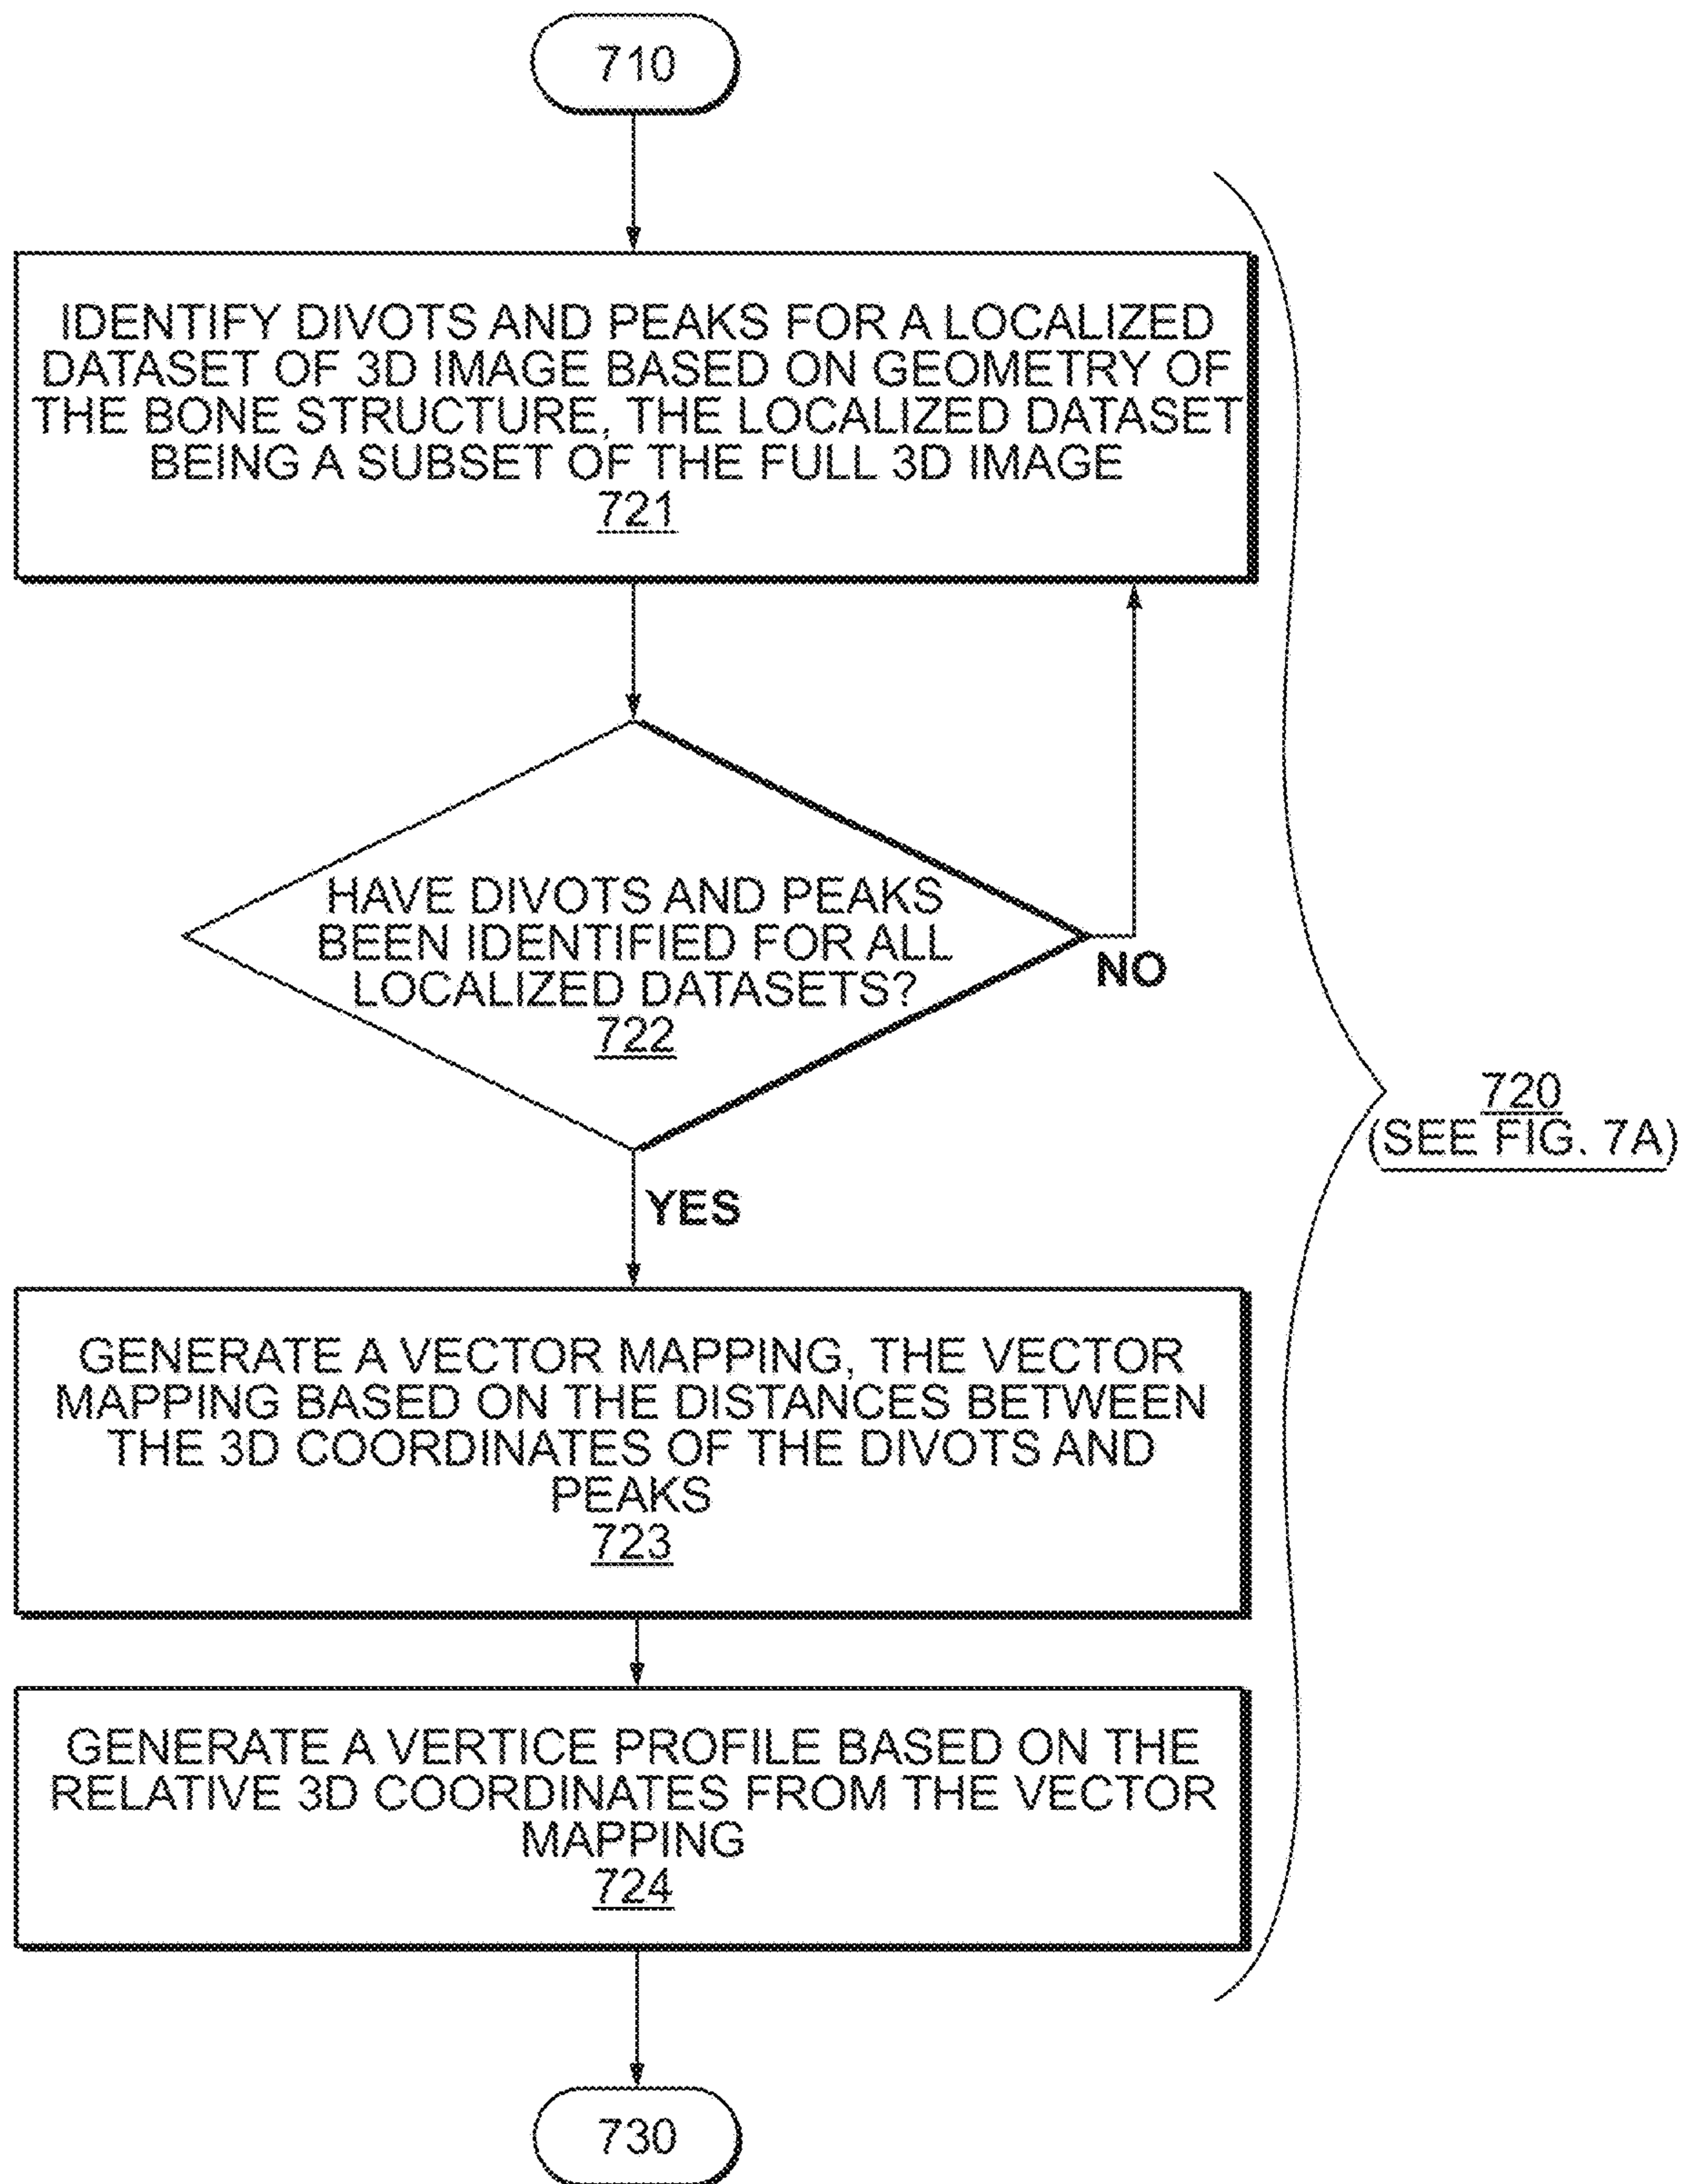 710
IDENTIFY DIVOTS AND PEAKS FOR A LOCALIZED
DATASET OF 3D IMAGE BASED ON GEOMETRY OF
THE BONE STRUCTURE, THE LOCALIZED DATASET
BEING A SUBSET OF THE FULL 3D IMAGE
721
HAVE DIVOTS AND PEAKS
BEEN IDENTIFIED FOR ALL
LOCALIZED DATASETS?
722
NO
YES
720
(SEE FIG. 7A)
GENERATE A VECTOR MAPPING, THE VECTOR
MAPPING BASED ON THE DISTANCES BETWEEN
THE 3D COORDINATES OF THE DIVOTS AND
PEAKS
723
GENERATE A VERTICE PROFILE BASED ON THE
RELATIVE 3D COORDINATES FROM THE VECTOR
MAPPING
724
730